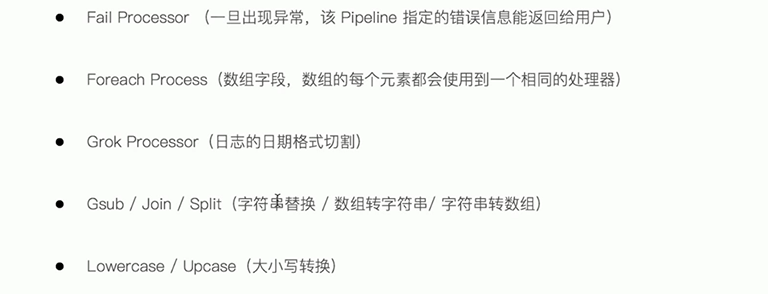 • Fail Processor （一旦出现异常，该 Pipeline 指定的错误信息能返回给用户）
• Foreach Process（数组字段，数组的每个元素都会使用到一个相同的处理器）
• Grok Processor（日志的日期格式切割）
• Gsub / Join / Split（字符串替换 / 数组转字符串/ 字符串转数组）
• Lowercase / Upcase（大小写转换）